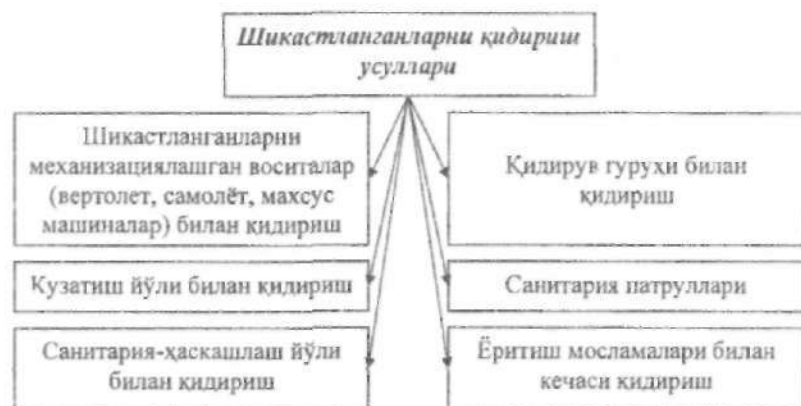 Шикастланганларни қидириш
усуллари
Шикастланганларни
механизациялашган воситалар
(вертолет, самолёт, махсус
машиналар) билан қидириш
Қидирув гуруҳи билан
қидириш
Кузатиш йўли билан қидириш
Санитария патруллари
Санитария-ҳаскашлаш йўли
билан қидириш
Ёритиш мосламалари билан
кечаси қидириш